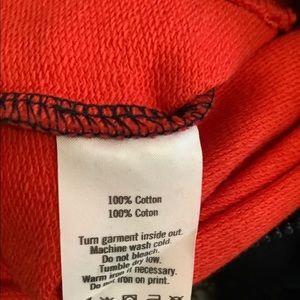 100% Cotton
100% Coton
Turn garment inside out.
Machine wash cold.
Do not bleach.
Tumble dry low.
Warm iron if necessary.
Do not iron on print.